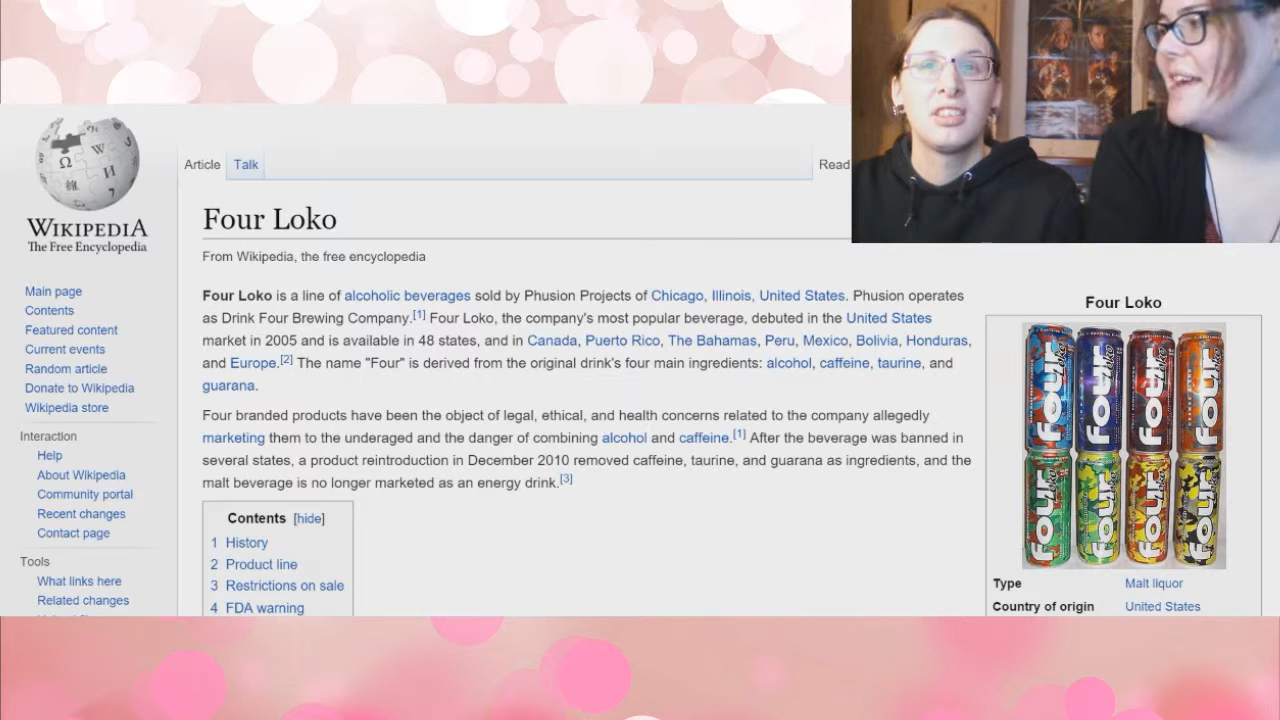 WIKIPEDIA
The Free Encyclopedia
Main page
Contents
Featured content
Current events
Random article
Donate to Wikipedia
Wikipedia store
Interaction
Help
About Wikipedia
Community portal
Recent changes
Contact page
Tools
What links here
Related changes
Article
Talk
Read
Four Loko
From Wikipedia, the free encyclopedia
Four Loko is a line of alcoholic beverages sold by Phusion Projects of Chicago, Illinois, United States. Phusion operates
as Drink Four Brewing Company.[1] Four Loko, the company's most popular beverage, debuted in the United States
market in 2005 and is available in 48 states, and in Canada, Puerto Rico, The Bahamas, Peru, Mexico, Bolivia, Honduras,
and Europe.[2] The name "Four" is derived from the original drink's four main ingredients: alcohol, caffeine, taurine, and
guarana.
Four branded products have been the object of legal, ethical, and health concerns related to the company allegedly
marketing them to the underaged and the danger of combining alcohol and caffeine.[1] After the beverage was banned in
several states, a product reintroduction in December 2010 removed caffeine, taurine, and guarana as ingredients, and the
malt beverage is no longer marketed as an energy drink.[3]
Contents [hide]
1 History
2 Product line
3 Restrictions on sale
4 FDA warning
Four Loko
four
four
four
four
four
four
four
four
Type Malt liquor
Country of origin United States